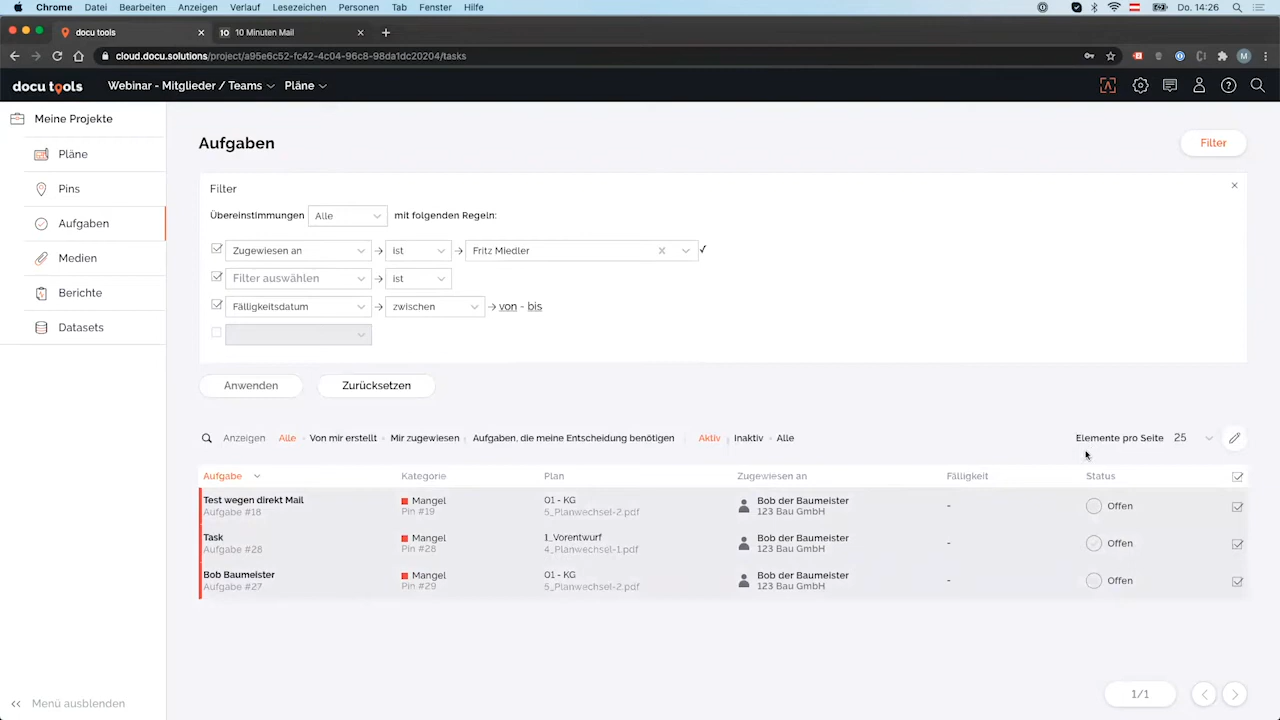 Chrome Datei Bearbeiten Anzeigen Verlauf Lesezeichen Personen Tab Fenster Hilfe Do. 14:26
docu tools 10 10 Minuten Mail
cloud.docu.solutions/project/a95e6c52-fc42-4c04-96c8-98da1dc20204/tasks M
docu tools Webinar - Mitglieder / Teams Pläne
Meine Projekte
Pläne
Pins
Aufgaben
Medien
Berichte
Datasets
Menü ausblenden
Aufgaben Filter
Filter
Übereinstimmungen Alle mit folgenden Regeln:
Zugewiesen an ist Fritz Miedler
Filter auswählen ist
Fälligkeitsdatum zwischen von - bis
Anwenden Zurücksetzen
Anzeigen Alle Von mir erstellt Mir zugewiesen Aufgaben, die meine Entscheidung benötigen Aktiv Inaktiv Alle Elemente pro Seite 25
Aufgabe Kategorie Plan Zugewiesen an Fälligkeit Status
Test wegen direkt Mail Mangel 01 - KG Bob der Baumeister - Offen
Aufgabe #18 Pin #19 5_Planwechsel-2.pdf 123 Bau GmbH
Task Mangel 1_Vorentwurf Bob der Baumeister - Offen
Aufgabe #28 Pin #28 4_Planwechsel-1.pdf 123 Bau GmbH
Bob Baumeister Mangel 01 - KG Bob der Baumeister - Offen
Aufgabe #27 Pin #29 5_Planwechsel-2.pdf 123 Bau GmbH
1/1